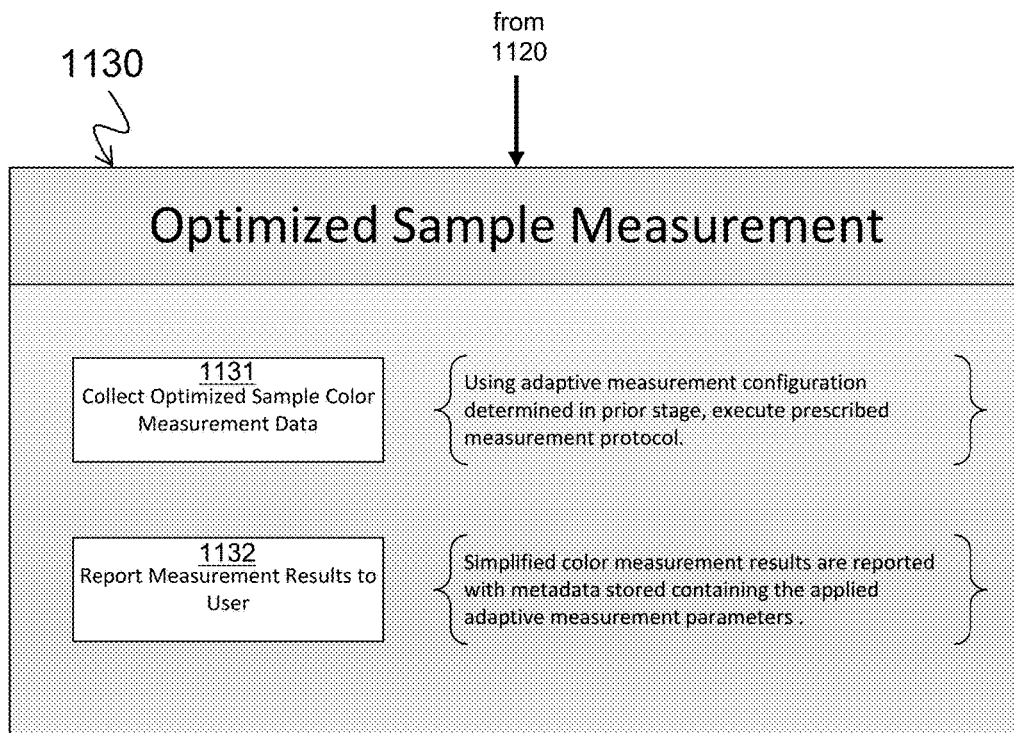 from
1120
1130
Optimized Sample Measurement
1131
Collect Optimized Sample Color
Measurement Data
Using adaptive measurement configuration
determined in prior stage, execute prescribed
measurement protocol.
1132
Report Measurement Results to
User
Simplified color measurement results are reported
with metadata stored containing the applied
adaptive measurement parameters .